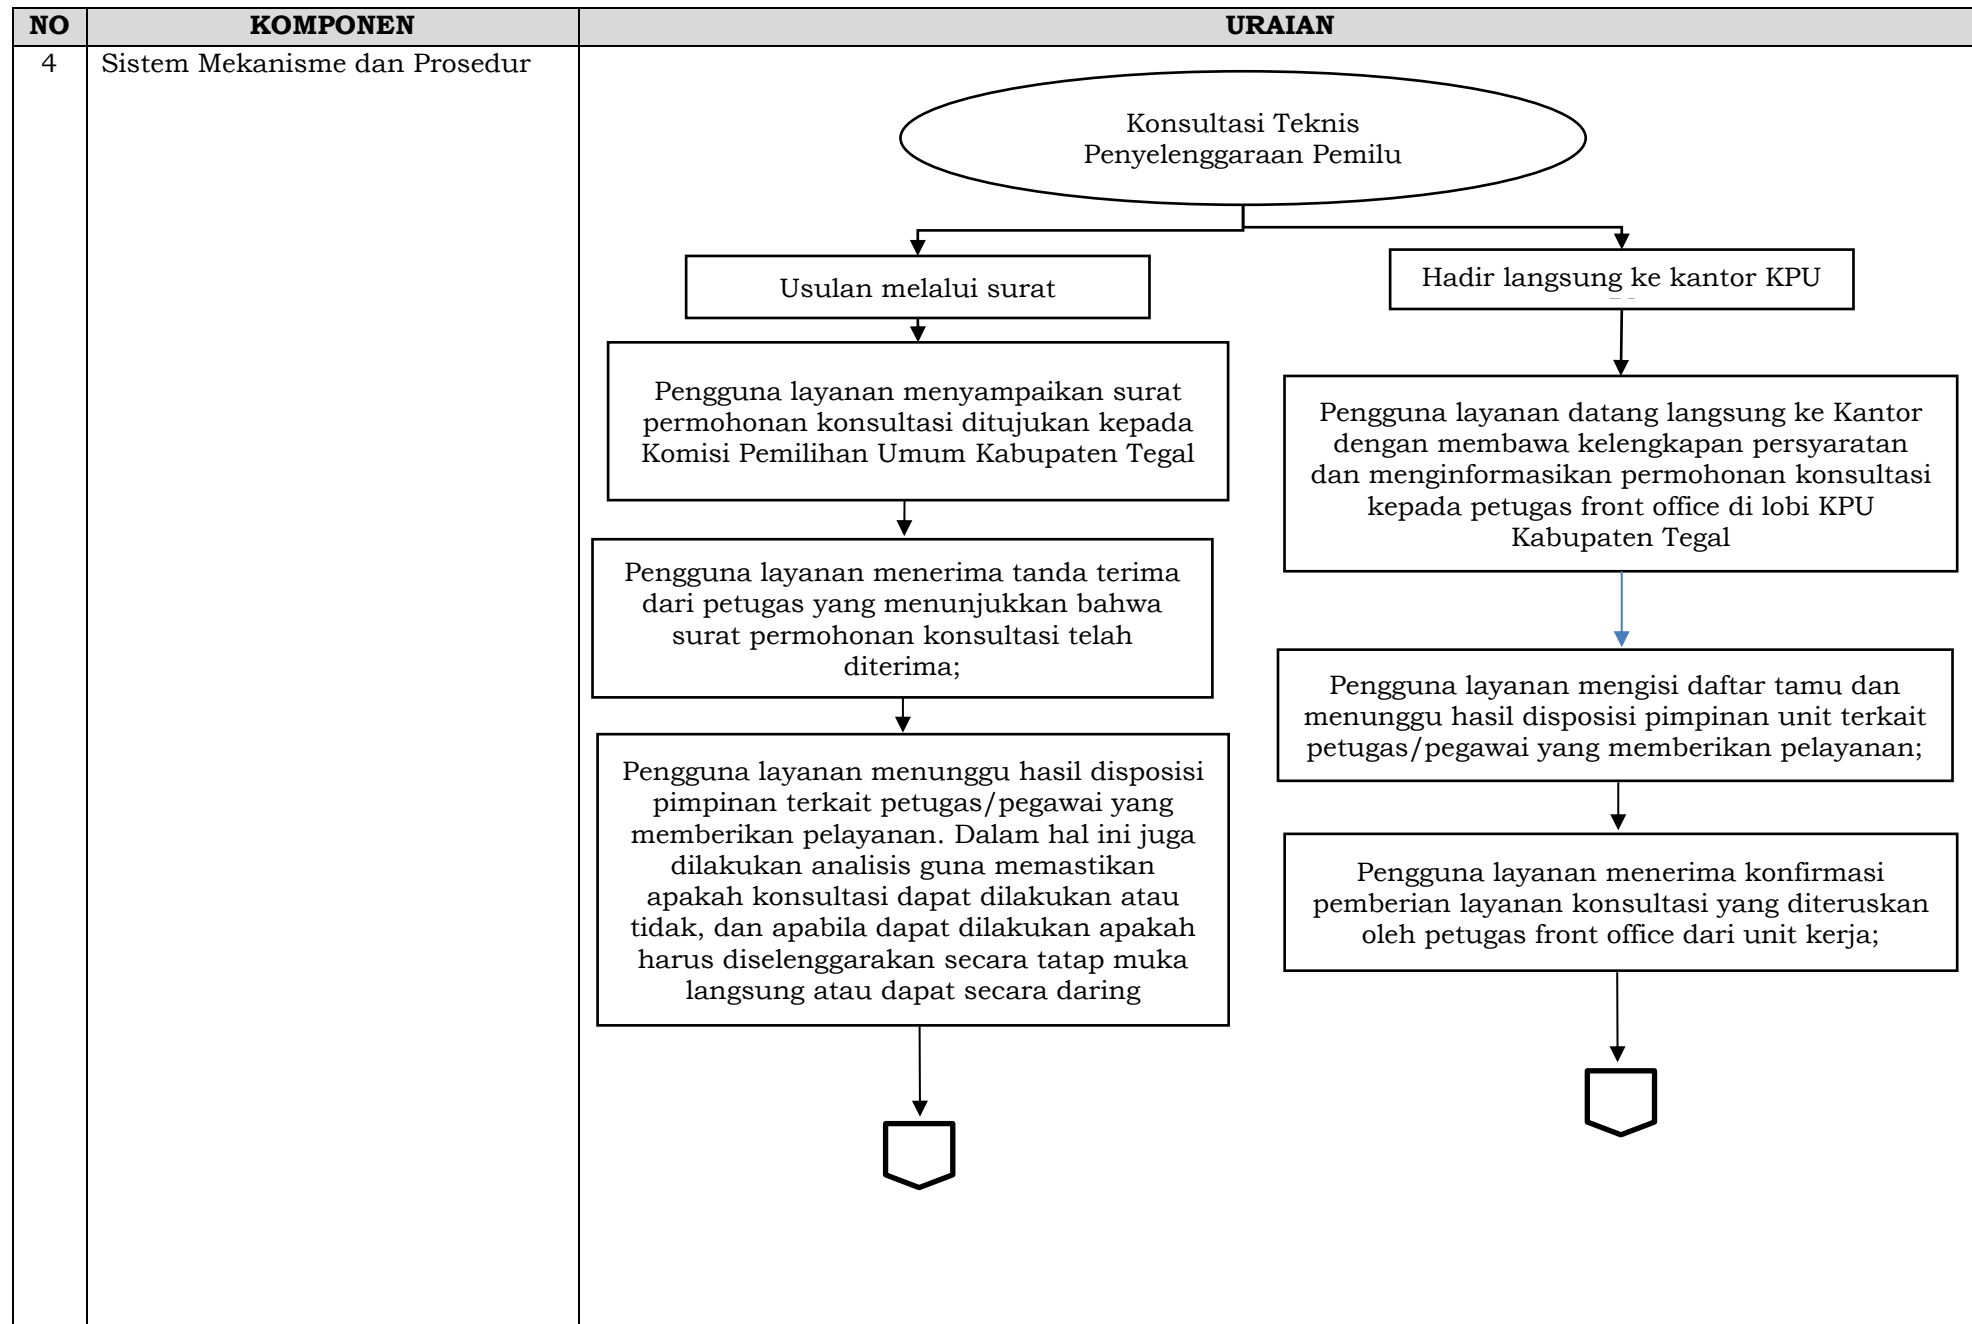 NO KOMPONEN URAIAN
4 Sistem Mekanisme dan Prosedur
Konsultasi Teknis
Penyelenggaraan Pemilu
Usulan melalui surat
Pengguna layanan menyampaikan surat
permohonan konsultasi ditujukan kepada
Komisi Pemilihan Umum Kabupaten Tegal
Pengguna layanan menerima tanda terima
dari petugas yang menunjukkan bahwa
surat permohonan konsultasi telah
diterima;
Pengguna layanan menunggu hasil disposisi
pimpinan terkait petugas/pegawai yang
memberikan pelayanan. Dalam hal ini juga
dilakukan analisis guna memastikan
apakah konsultasi dapat dilakukan atau
tidak, dan apabila dapat dilakukan apakah
harus diselenggarakan secara tatap muka
langsung atau dapat secara daring
Hadir langsung ke kantor KPU
Pengguna layanan datang langsung ke Kantor
dengan membawa kelengkapan persyaratan
dan menginformasikan permohonan konsultasi
kepada petugas front office di lobi KPU
Kabupaten Tegal
Pengguna layanan mengisi daftar tamu dan
menunggu hasil disposisi pimpinan unit terkait
petugas/pegawai yang memberikan pelayanan;
Pengguna layanan menerima konfirmasi
pemberian layanan konsultasi yang diteruskan
oleh petugas front office dari unit kerja;